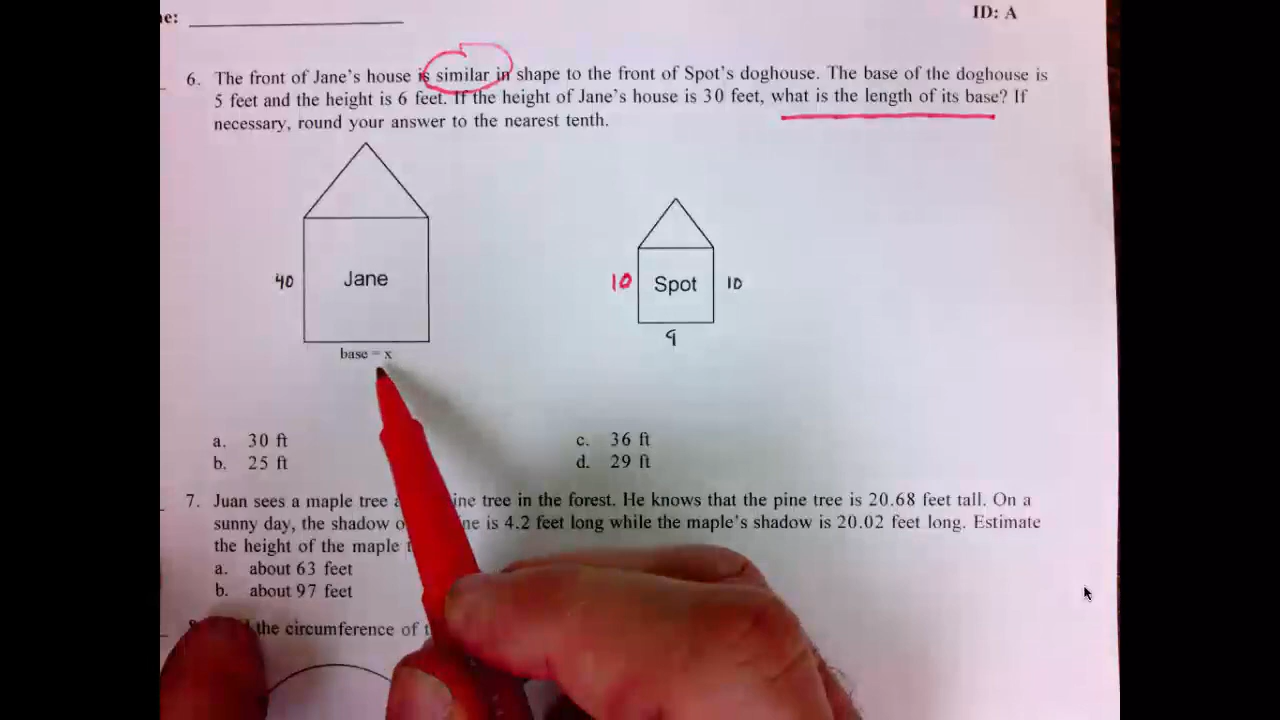 ID: A
6. The front of Jane's house is similar in shape to the front of Spot's doghouse. The base of the doghouse is
5 feet and the height is 6 feet. If the height of Jane's house is 30 feet, what is the length of its base? If
necessary, round your answer to the nearest tenth.
40 Jane
10 Spot 10
9
base = x
a. 30 ft c. 36 ft
b. 25 ft d. 29 ft
7. Juan sees a maple tree a ine tree in the forest. He knows that the pine tree is 20.68 feet tall. On a
sunny day, the shadow o ne is 4.2 feet long while the maple's shadow is 20.02 feet long. Estimate
the height of the maple
a. about 63 feet
b. about 97 feet
the circumference of